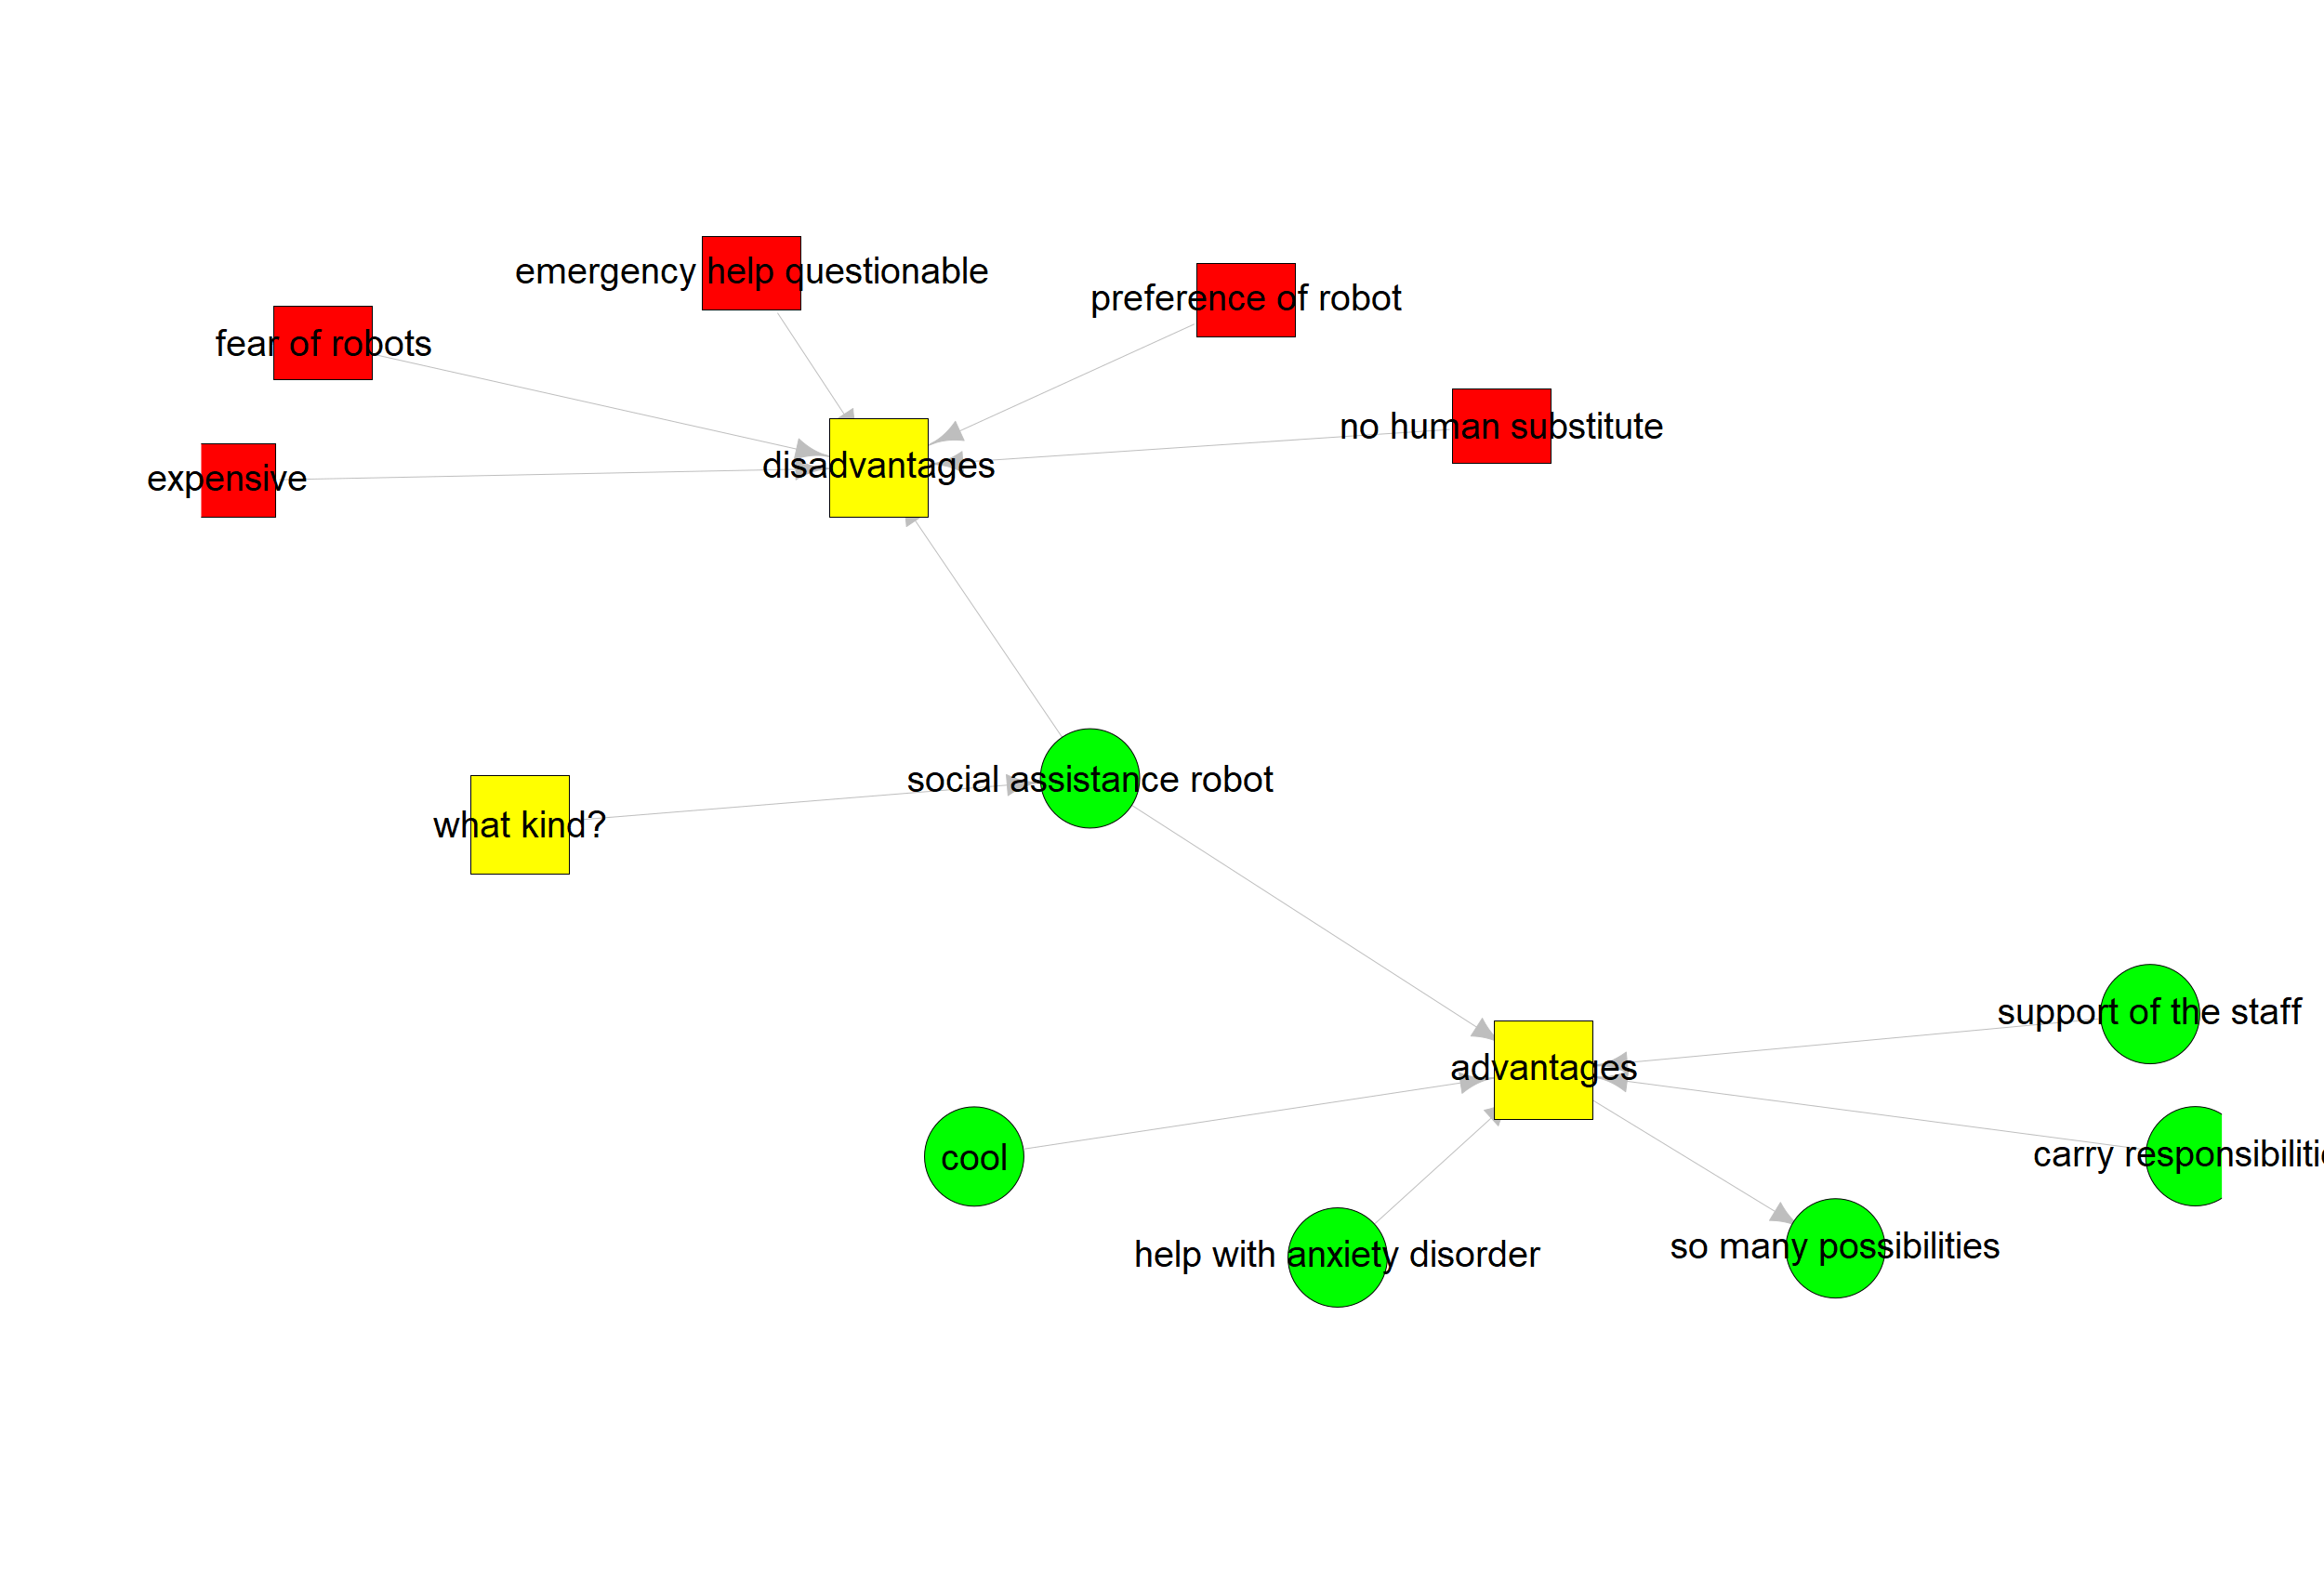 emergency help questionable
preference of robot
fear of robots
no human substitute
disadvantages
expensive
social assistance robot
what kind?
support of the staff
advantages
carry responsibiliti
cool
so many possibilities
help with anxiety disorder